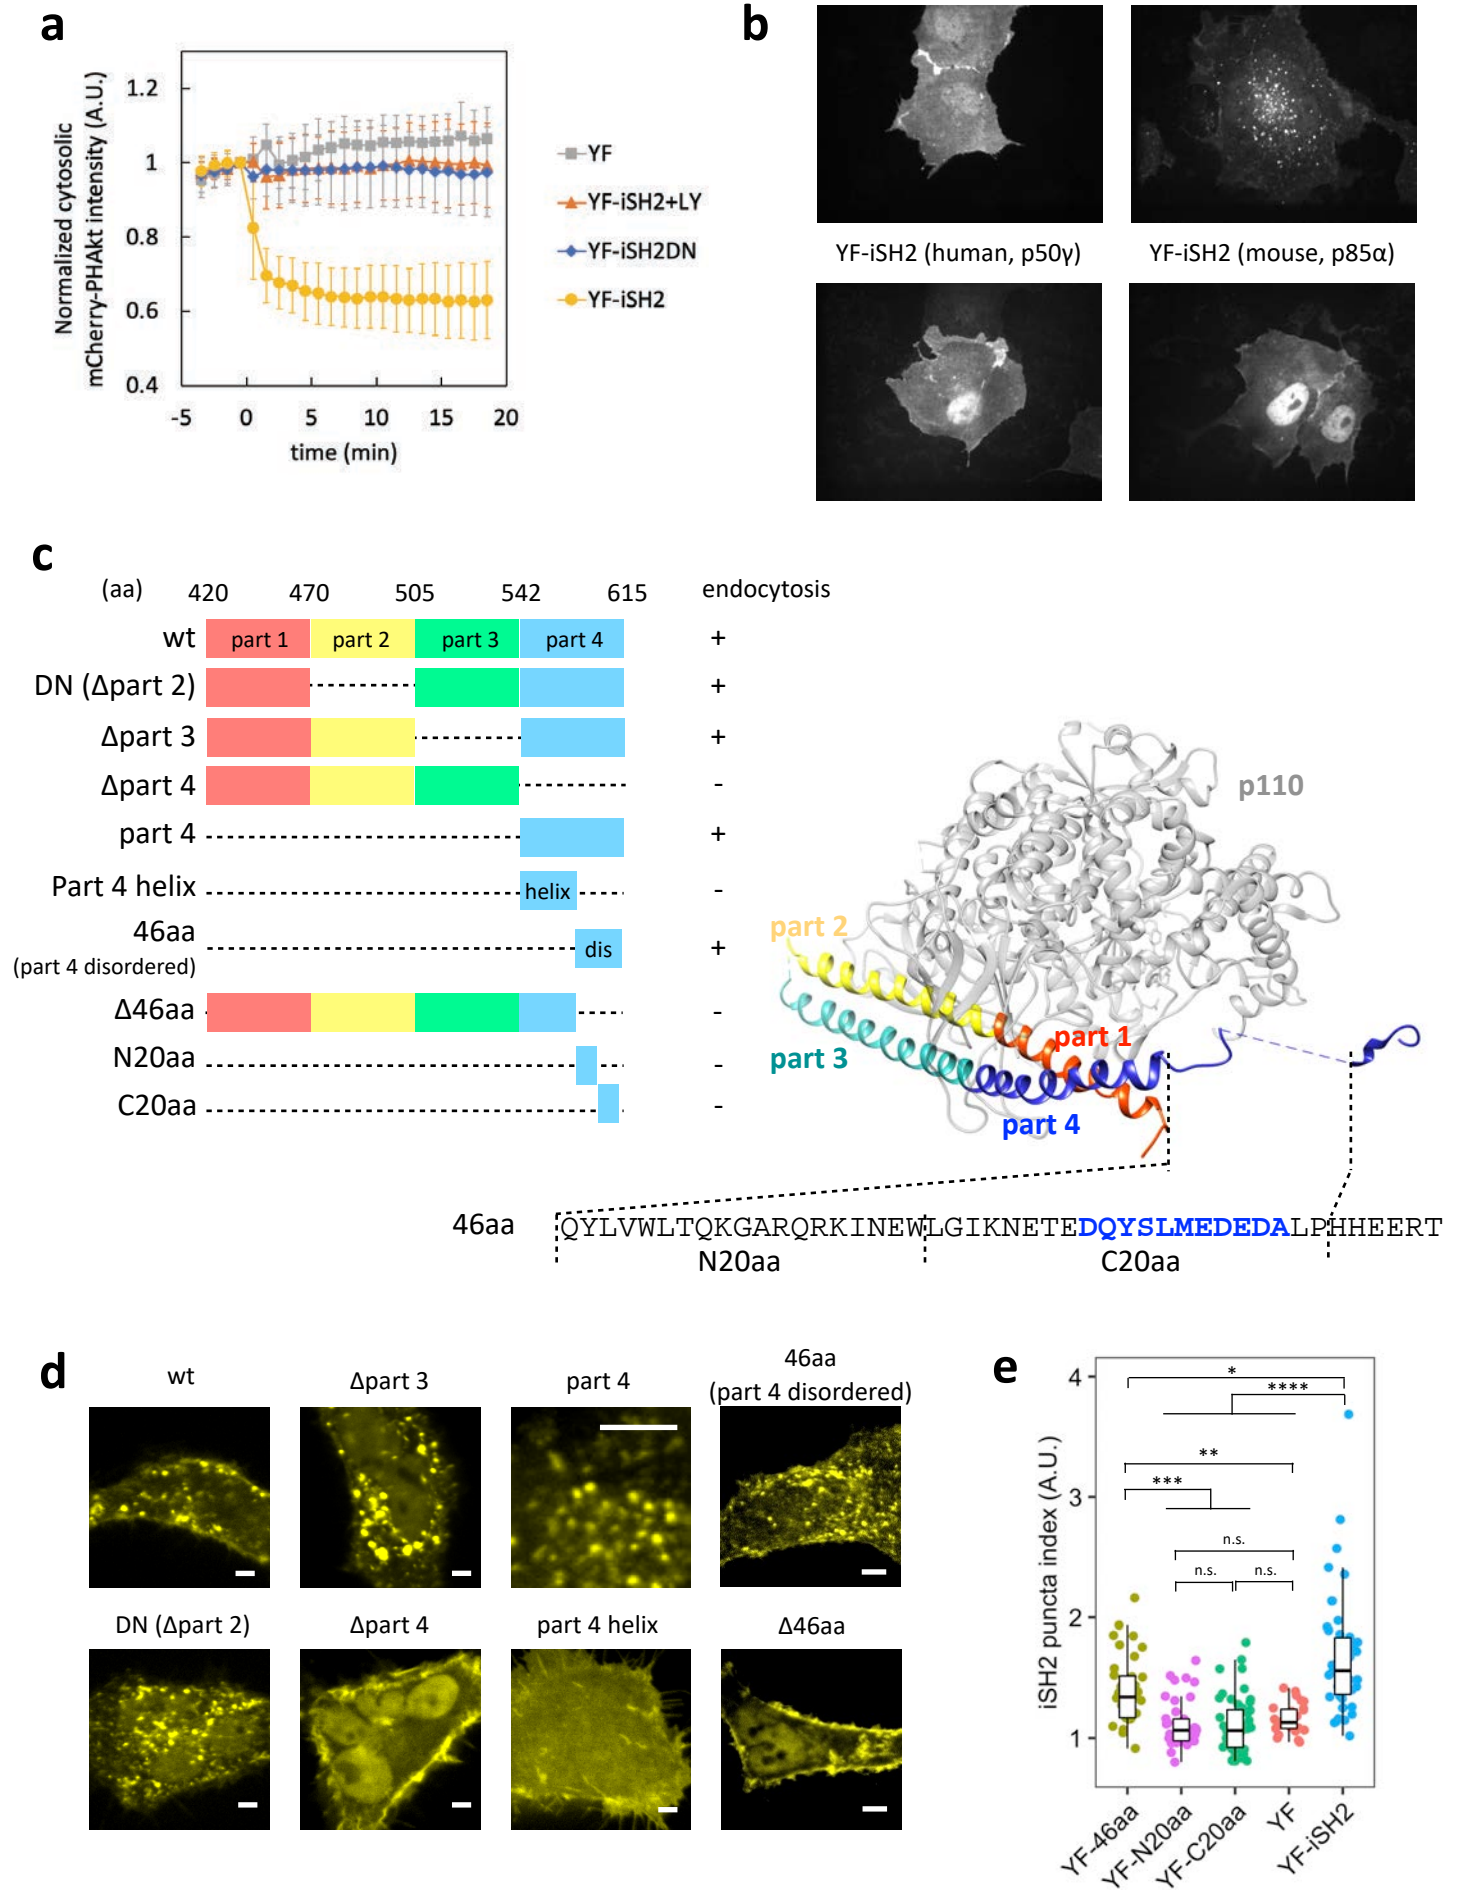 a
Normalized cytosolic
mCherry-PHAkt intensity (A.U.)
1.2
1
0.8
0.6
0.4
-5 0 5 10 15 20
time (min)
YF
YF-iSH2+LY
YF-iSH2DN
YF-iSH2
b
YF-iSH2 (human, p50γ)
YF-iSH2 (mouse, p85α)
c
(aa) 420 470 505 542 615 endocytosis
wt part 1 part 2 part 3 part 4 +
DN (Δpart 2) +
Δpart 3 +
Δpart 4 -
part 4 +
Part 4 helix helix -
46aa
(part 4 disordered) dis +
Δ46aa -
N20aa -
C20aa -
p110
part 2
part 1
part 3
part 4
46aa QYLVWLTQKGARQRKINEWLGIKNETEDQYSLMEDEDALPHHEERT
N20aa C20aa
d
wt Δpart 3 part 4 46aa
(part 4 disordered)
DN (Δpart 2) Δpart 4 part 4 helix Δ46aa
e
iSH2 puncta index (A.U.)
4
3
2
1
*
****
**
***
n.s.
n.s. n.s.
YF-46aa
YF-N20aa
YF-C20aa
YF
YF-iSH2